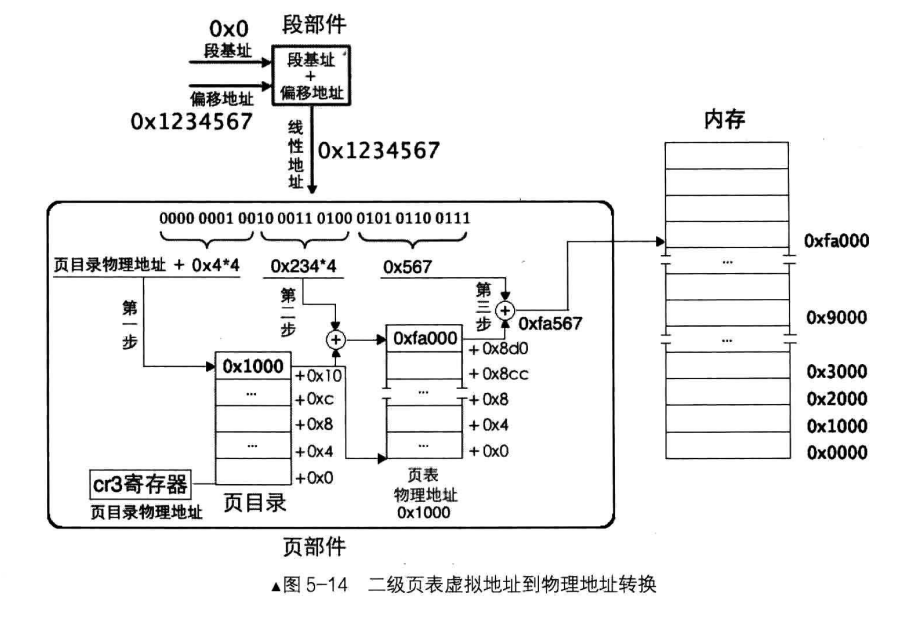 0x0
段部件
段基址
段基址
+
偏移地址
偏移地址
0x1234567
线性地址
0x1234567
内存
0000 0001 0010 0011 0100 0101 0110 0111
页目录物理地址 + 0x4*4
0x234*4
0x567
第一步
第二步
第三步
+
+
0xfa567
0xfa000
...
0x9000
...
0x3000
0x2000
0x1000
0x0000
0x1000
+0x10
...
+0xc
+0x8
...
+0x4
+0x0
0xfa000
+0x8d0
+0x8cc
...
+0x8
+0x4
...
+0x0
cr3寄存器
页目录物理地址
页目录
页表
物理地址
0x1000
页部件
▲图 5-14 二级页表虚拟地址到物理地址转换